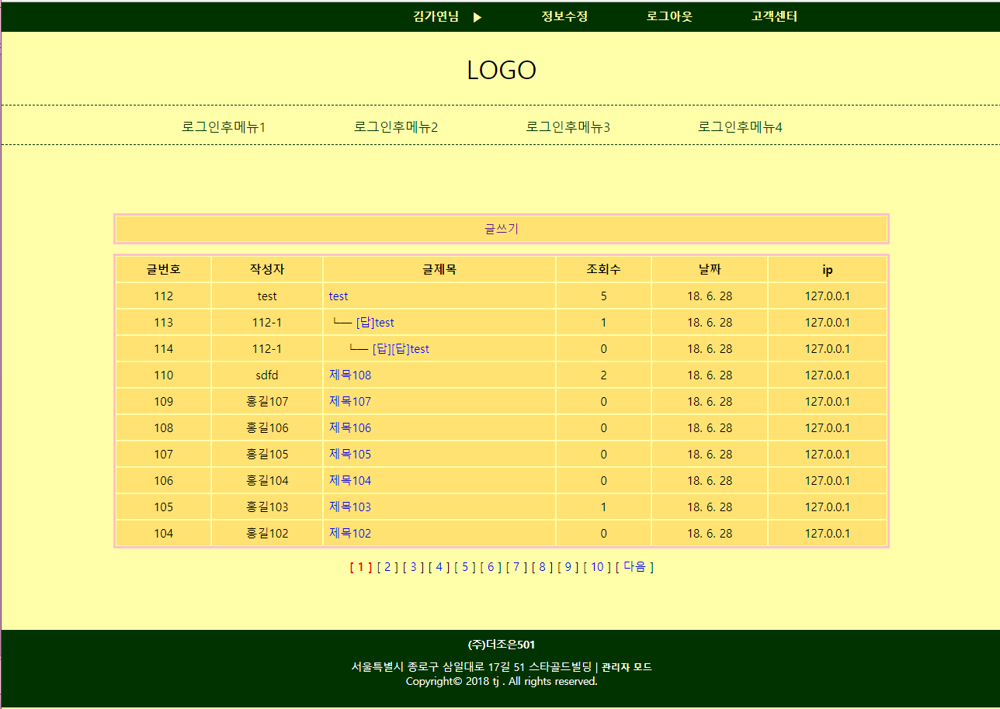 김가연님 ▶ 정보수정 로그아웃 고객센터
LOGO
로그인후메뉴1 로그인후메뉴2 로그인후메뉴3 로그인후메뉴4
글쓰기
글번호 작성자 글제목 조회수 날짜 ip
112 test test 5 18. 6. 28 127.0.0.1
113 112-1 └─ [답]test 1 18. 6. 28 127.0.0.1
114 112-1 └─ [답][답]test 0 18. 6. 28 127.0.0.1
110 sdfd 제목108 2 18. 6. 28 127.0.0.1
109 홍길107 제목107 0 18. 6. 28 127.0.0.1
108 홍길106 제목106 0 18. 6. 28 127.0.0.1
107 홍길105 제목105 0 18. 6. 28 127.0.0.1
106 홍길104 제목104 0 18. 6. 28 127.0.0.1
105 홍길103 제목103 1 18. 6. 28 127.0.0.1
104 홍길102 제목102 0 18. 6. 28 127.0.0.1
[ 1 ] [ 2 ] [ 3 ] [ 4 ] [ 5 ] [ 6 ] [ 7 ] [ 8 ] [ 9 ] [ 10 ] [ 다음 ]
(주)더조은501
서울특별시 종로구 삼일대로 17길 51 스타골드빌딩 | 관리자 모드
Copyright© 2018 tj . All rights reserved.